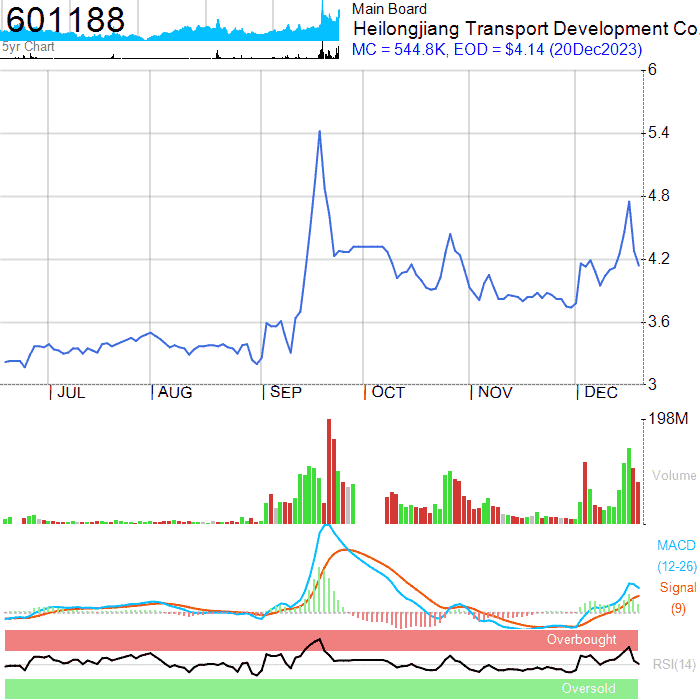 601188
5yr Chart
Main Board
Heilongjiang Transport Development Co.
MC = 544.8K, EOD = $4.14 (20Dec2023)
6
5.4
4.8
4.2
3.6
3
JUL AUG SEP OCT NOV DEC
198M
Volume
MACD
(12-26)
Signal
(9)
Overbought
RSI(14)
Oversold